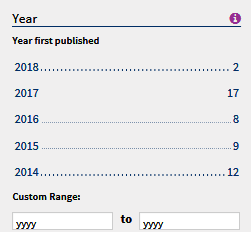 Year
Year first published
2018 2
2017 17
2016 8
2015 9
2014 12
Custom Range:
yyyy to yyyy